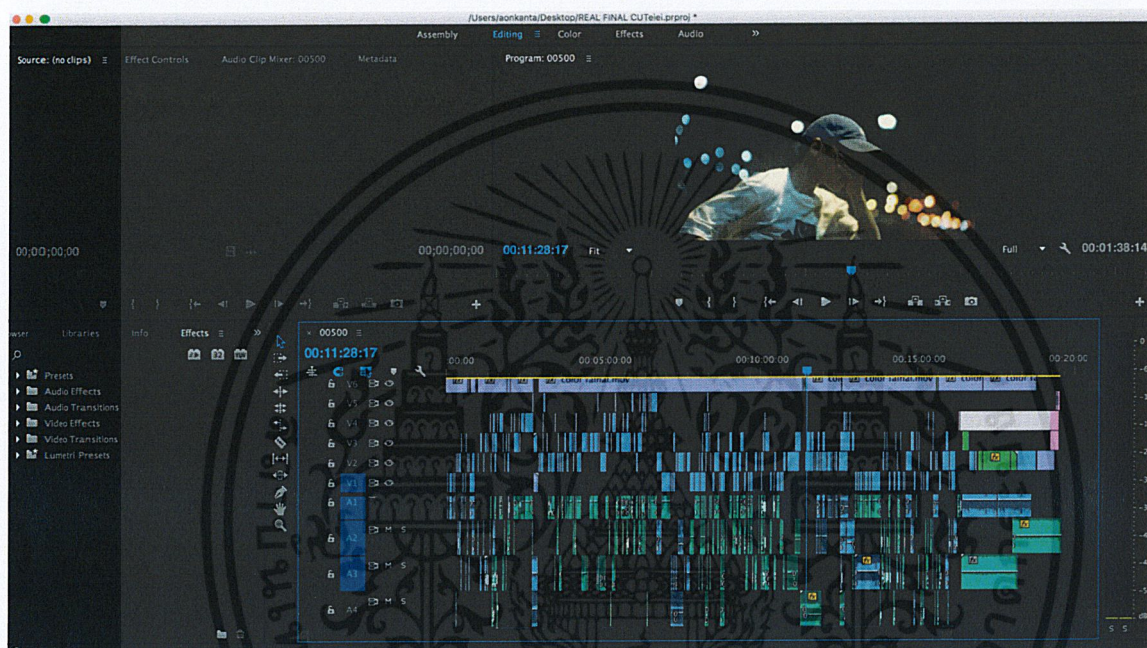 /Users/aonkanta/Desktop/REAL FINAL CUTeiei.prproj *
Assembly Editing Color Effects Audio »
Source: (no clips) Effect Controls Audio Clip Mixer: 00500 Metadata Program: 00500
00;00;00;00 00;00;00;00 00:11:28:17 Fit Full 00:01:38:14
Libraries Info Effects »
× 00500
00:11:28:17
:00:00 00:05:00:00 00:10:00:00 00:15:00:00 00:20:00
Presets
Audio Effects
Audio Transitions
Video Effects
Video Transitions
Lumetri Presets
V6
V5
V4
V3
V2
V1
A1
A2 M S
A3 M S
A4 M S
S S